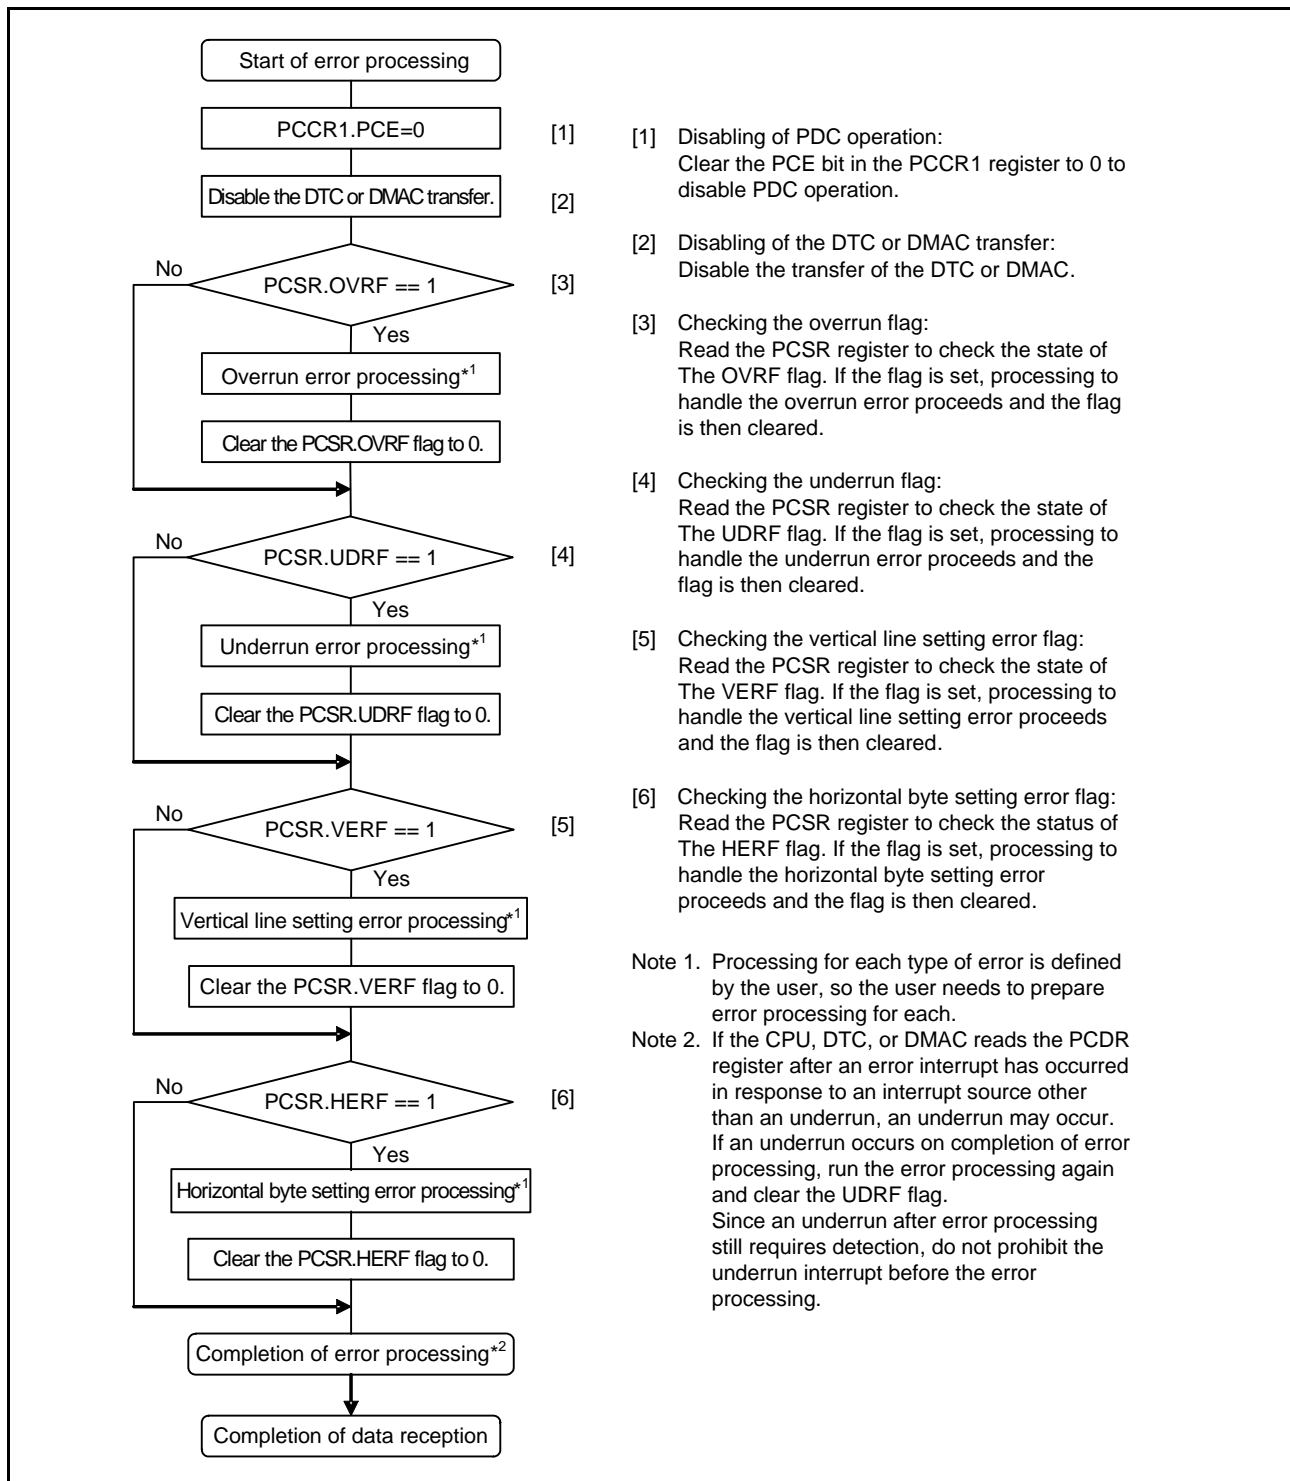 Start of error processing
PCCR1.PCE=0
[1]
Disable the DTC or DMAC transfer.
[2]
No
PCSR.OVRF == 1
[3]
Yes
Overrun error processing*1
Clear the PCSR.OVRF flag to 0.
No
PCSR.UDRF == 1
[4]
Yes
Underrun error processing*1
Clear the PCSR.UDRF flag to 0.
No
PCSR.VERF == 1
[5]
Yes
Vertical line setting error processing*1
Clear the PCSR.VERF flag to 0.
No
PCSR.HERF == 1
[6]
Yes
Horizontal byte setting error processing*1
Clear the PCSR.HERF flag to 0.
Completion of error processing*2
Completion of data reception
[1] Disabling of PDC operation:
Clear the PCE bit in the PCCR1 register to 0 to
disable PDC operation.
[2] Disabling of the DTC or DMAC transfer:
Disable the transfer of the DTC or DMAC.
[3] Checking the overrun flag:
Read the PCSR register to check the state of
The OVRF flag. If the flag is set, processing to
handle the overrun error proceeds and the flag
is then cleared.
[4] Checking the underrun flag:
Read the PCSR register to check the state of
The UDRF flag. If the flag is set, processing to
handle the underrun error proceeds and the
flag is then cleared.
[5] Checking the vertical line setting error flag:
Read the PCSR register to check the state of
The VERF flag. If the flag is set, processing to
handle the vertical line setting error proceeds
and the flag is then cleared.
[6] Checking the horizontal byte setting error flag:
Read the PCSR register to check the status of
The HERF flag. If the flag is set, processing to
handle the horizontal byte setting error
proceeds and the flag is then cleared.
Note 1. Processing for each type of error is defined
by the user, so the user needs to prepare
error processing for each.
Note 2. If the CPU, DTC, or DMAC reads the PCDR
register after an error interrupt has occurred
in response to an interrupt source other
than an underrun, an underrun may occur.
If an underrun occurs on completion of error
processing, run the error processing again
and clear the UDRF flag.
Since an underrun after error processing
still requires detection, do not prohibit the
underrun interrupt before the error
processing.